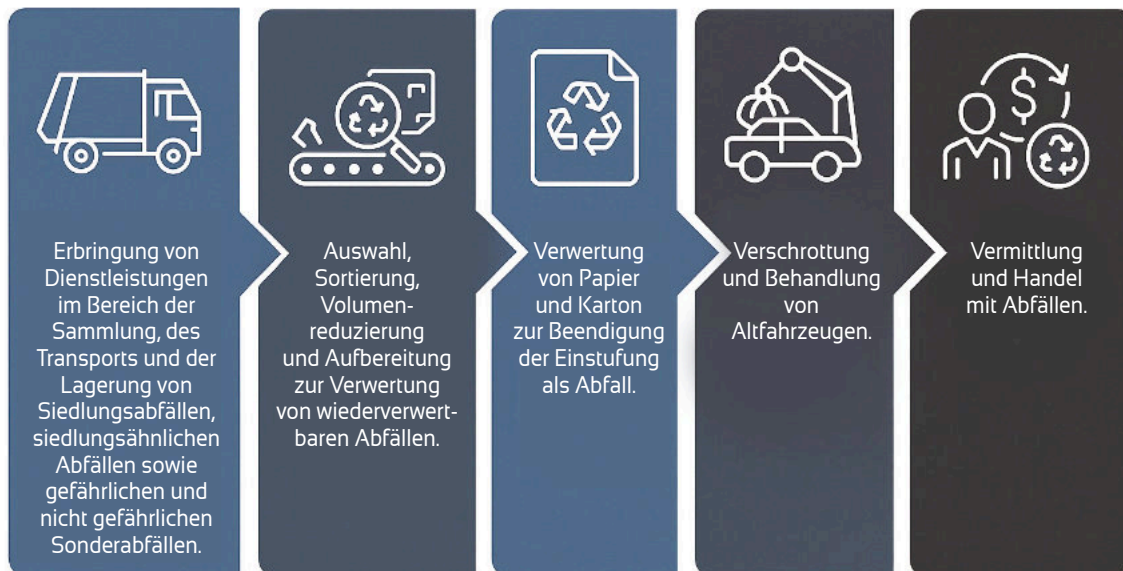 Erbringung von
Dienstleistungen
im Bereich der
Sammlung, des
Transports und der
Lagerung von
Siedlungsabfällen,
siedlungsähnlichen
Abfällen sowie
gefährlichen und
nicht gefährlichen
Sonderabfällen.
Auswahl,
Sortierung,
Volumen-
reduzierung
und Aufbereitung
zur Verwertung
von wiederverwert-
baren Abfällen.
Verwertung
von Papier
und Karton
zur Beendigung
der Einstufung
als Abfall.
Verschrottung
und Behandlung
von
Altfahrzeugen.
$
Vermittlung
und Handel
mit Abfällen.